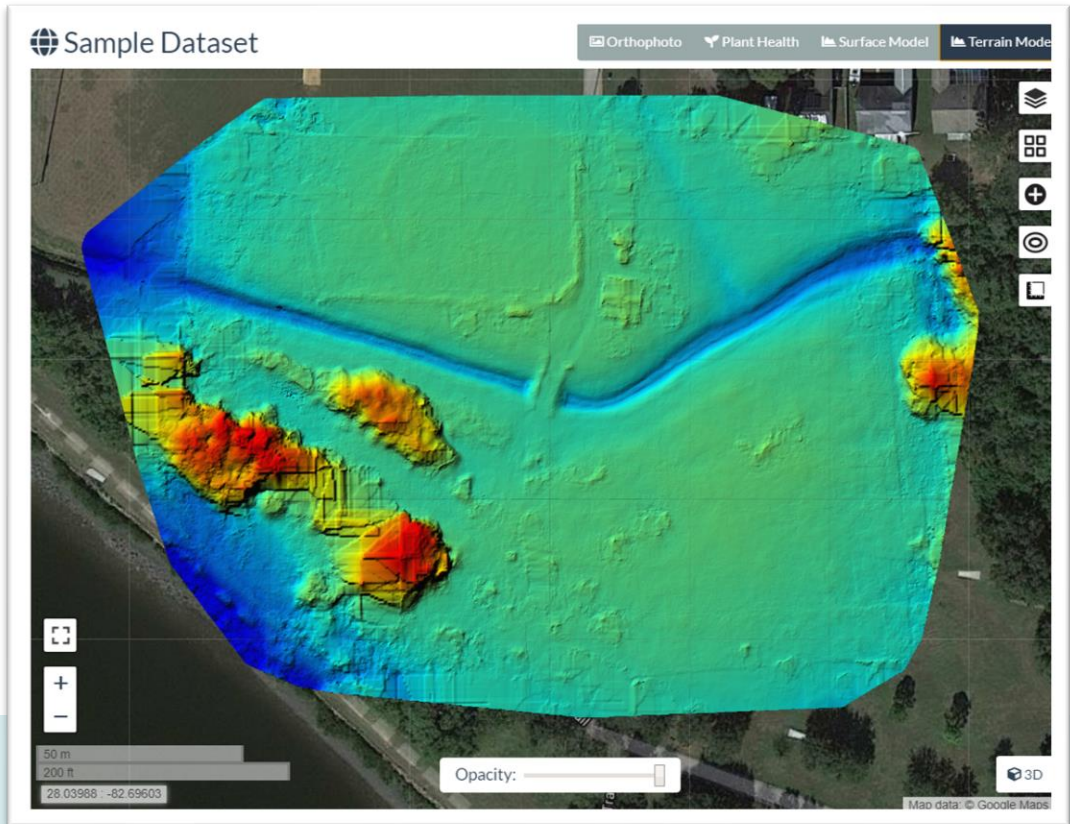 Sample Dataset
Orthophoto Plant Health Surface Model Terrain Mode
Opacity:
50 m
200 ft
28.03988 : -82.69603
3D
Map data: © Google Maps